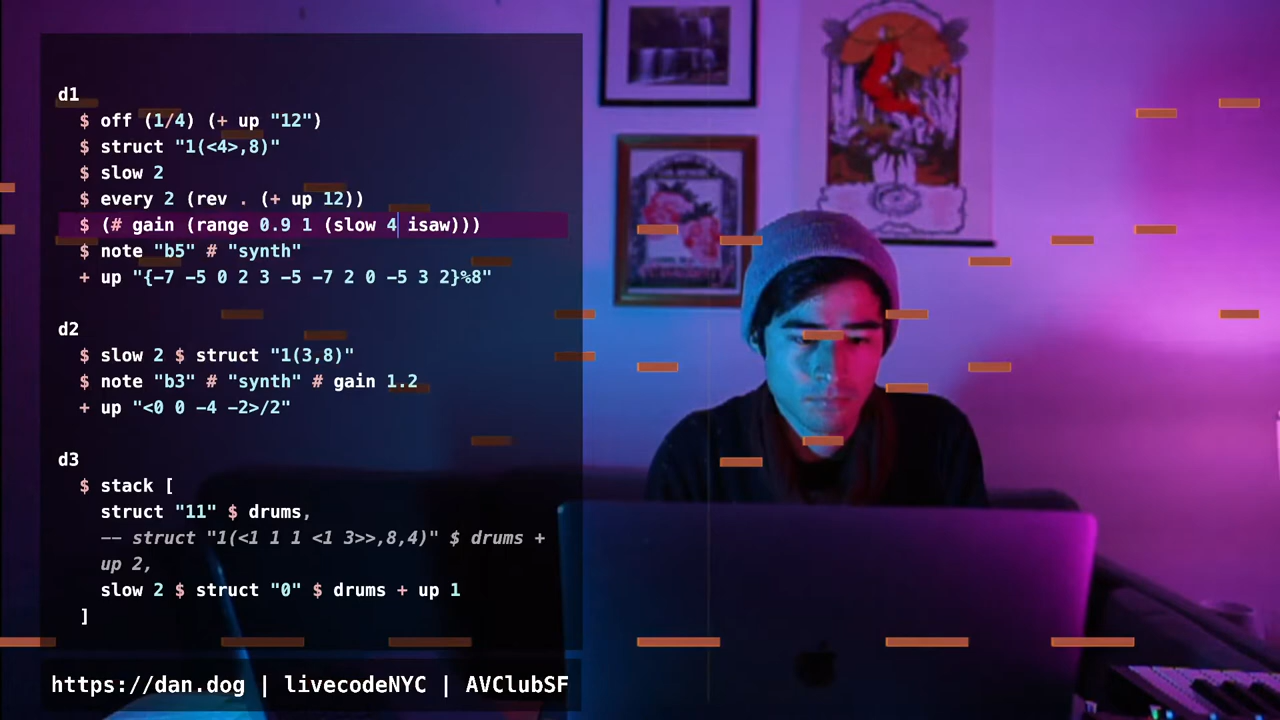 d1
$ off (1/4) (+ up "12")
$ struct "1(<4>,8)"
$ slow 2
$ every 2 (rev . (+ up 12))
$ (# gain (range 0.9 1 (slow 4 isaw)))
$ note "b5" # "synth"
+ up "{-7 -5 0 2 3 -5 -7 2 0 -5 3 2}%8"
d2
$ slow 2 $ struct "1(3,8)"
$ note "b3" # "synth" # gain 1.2
+ up "<0 0 -4 -2>/2"
d3
$ stack [
struct "11" $ drums,
-- struct "1(<1 1 1 <1 3>>,8,4)" $ drums +
up 2,
slow 2 $ struct "0" $ drums + up 1
]
https://dan.dog | livecodeNYC | AVClubSF